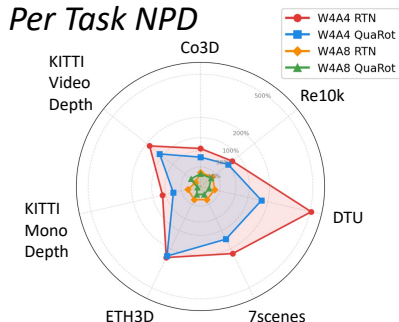 Per Task NPD
W4A4 RTN
W4A4 QuaRot
W4A8 RTN
W4A8 QuaRot
Co3D
KITTI
Video
Depth
Re10k
500%
200%
100%
KITTI
Mono
Depth
DTU
ETH3D
7scenes